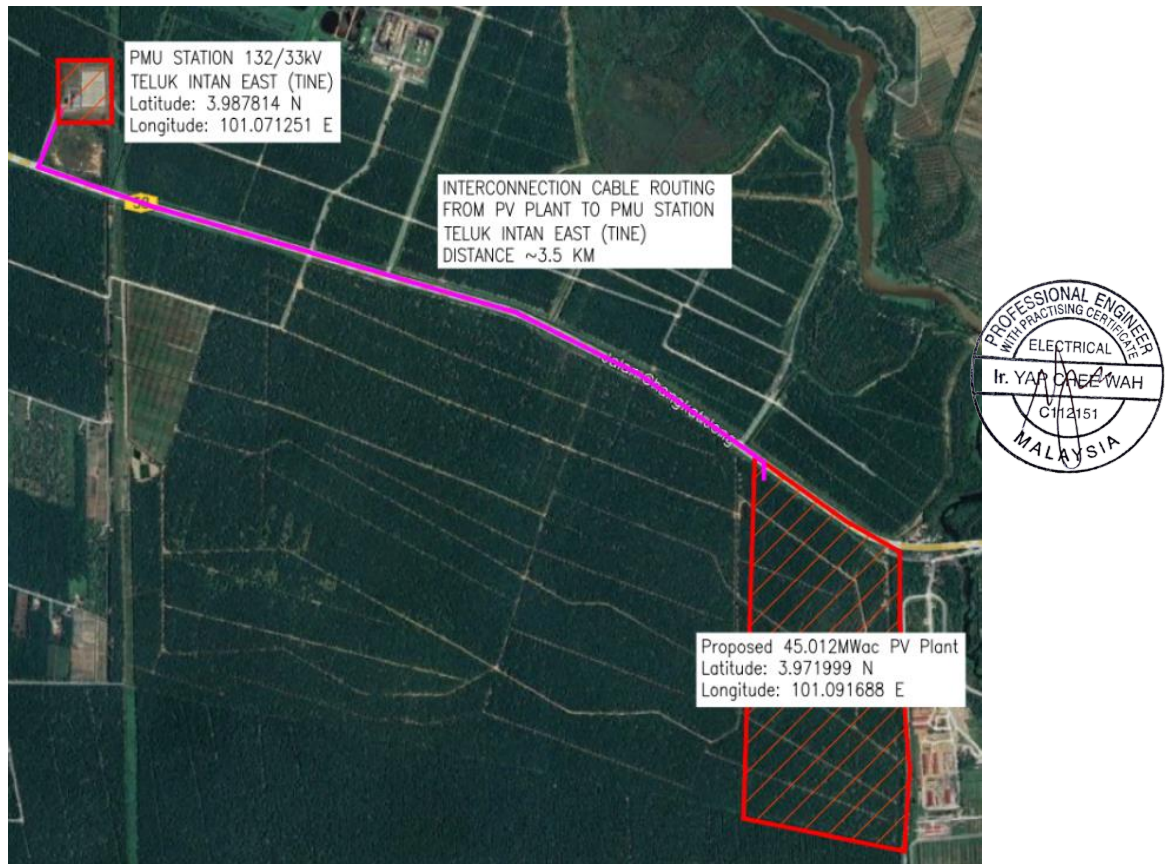 PMU STATION 132/33kV
TELUK INTAN EAST (TINE)
Latitude: 3.987814 N
Longitude: 101.071251 E
58
INTERCONNECTION CABLE ROUTING
FROM PV PLANT TO PMU STATION
TELUK INTAN EAST (TINE)
DISTANCE ~3.5 KM
PROFESSIONAL ENGINEER
WITH PRACTISING CERTIFICATE
ELECTRICAL
Ir. YAP CHEE WAH
C112151
MALAYSIA
Proposed 45.012MWac PV Plant
Latitude: 3.971999 N
Longitude: 101.091688 E